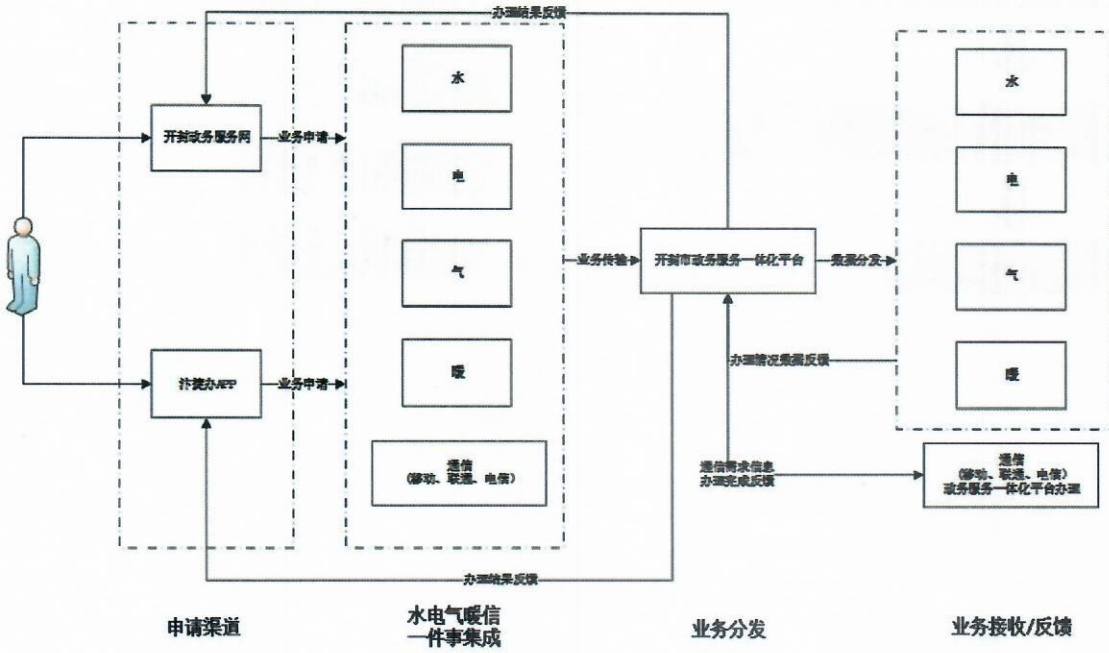 办理结果反馈
水
电
气
暖
通信
(移动、联通、电信)
开封政务服务网
业务申请
汴捷办APP
业务申请
业务传输
开封市政务服务一体化平台
数据分发
办理情况数据反馈
通信需求信息
办理完成反馈
水
电
气
暖
通信
(移动、联通、电信)
政务服务一体化平台办理
办理结果反馈
申请渠道
水电气暖信
一件事集成
业务分发
业务接收/反馈